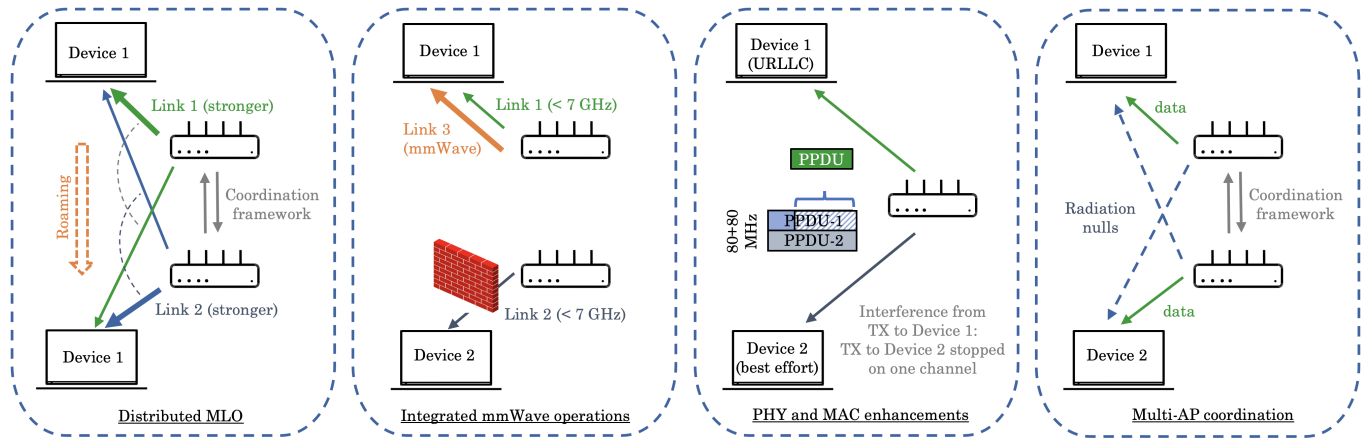 Device 1
Link 1 (stronger)
Roaming
Coordination
framework
Link 2 (stronger)
Device 1
Distributed MLO
Device 1
Link 1 (< 7 GHz)
Link 3
(mmWave)
Link 2 (< 7 GHz)
Device 2
Integrated mmWave operations
Device 1
(URLLC)
PPDU
80+80
MHz
PPDU-1
PPDU-2
Interference from
TX to Device 1:
TX to Device 2 stopped
on one channel
Device 2
(best effort)
PHY and MAC enhancements
Device 1
data
Radiation
nulls
Coordination
framework
data
Device 2
Multi-AP coordination